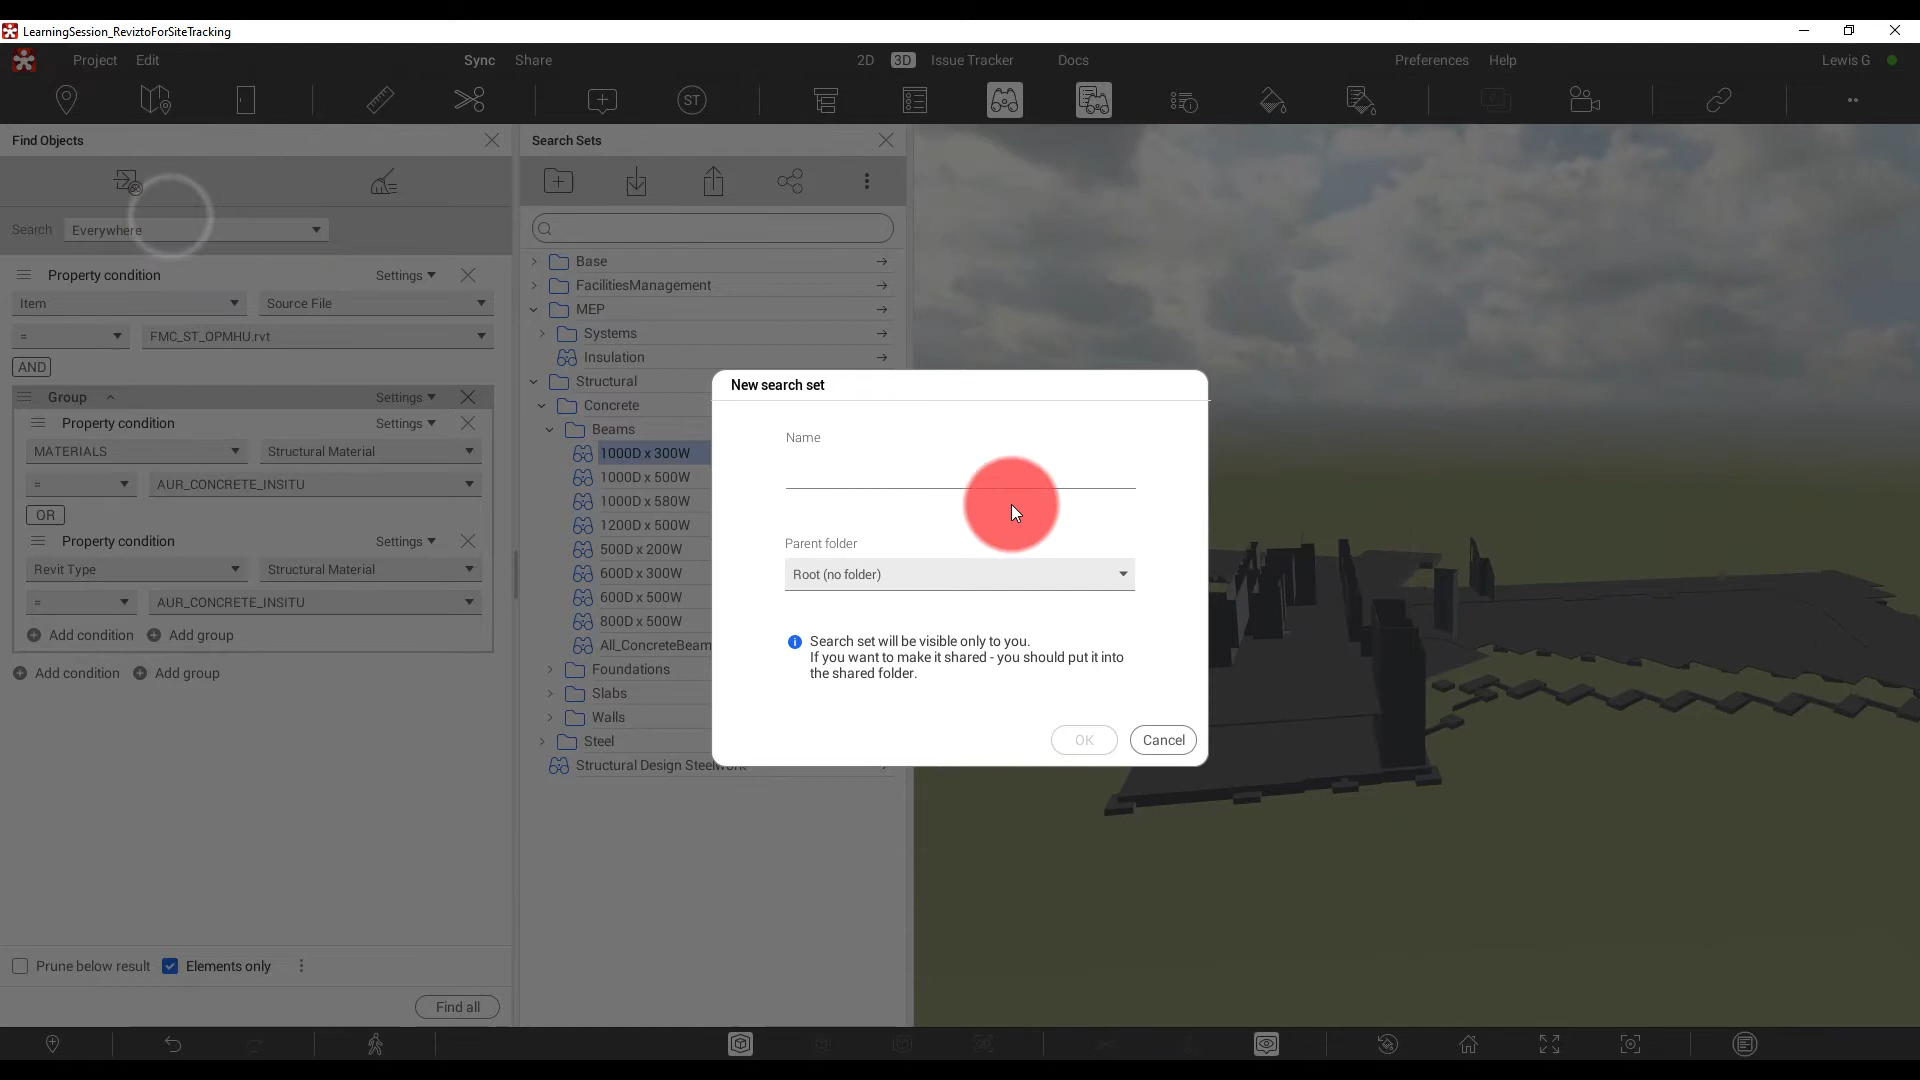 LearningSession_ReviztoForSiteTracking
Project Edit Sync Share 2D 3D Issue Tracker Docs Preferences Help Lewis G
ST
Find Objects
Search Everywhere
Property condition Settings
Item Source File
= FMC_ST_OPMHU.rvt
AND
Group Settings
Property condition Settings
MATERIALS Structural Material
= AUR_CONCRETE_INSITU
OR
Property condition Settings
Revit Type Structural Material
= AUR_CONCRETE_INSITU
Add condition Add group
Add condition Add group
Prune below result Elements only
Find all
Search Sets
Base
FacilitiesManagement
MEP
Systems
Insulation
Structural
Concrete
Beams
1000D x 300W
1000D x 500W
1000D x 580W
1200D x 500W
500D x 200W
600D x 300W
600D x 500W
800D x 500W
All_ConcreteBeam
Foundations
Slabs
Walls
Steel
Structural Design Steelwork
New search set
Name
Parent folder
Root (no folder)
Search set will be visible only to you.
If you want to make it shared - you should put it into
the shared folder.
OK Cancel